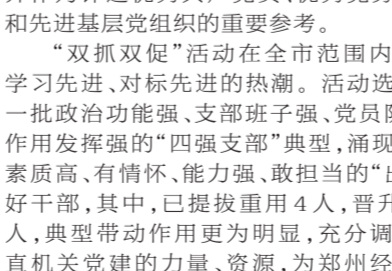 和先进基层党组织的重要参考。
“双抓双促”活动在全市范围内
学习先进、对标先进的热潮。活动选
一批政治功能强、支部班子强、党员队
作用发挥强的“四强支部”典型，涌现
素质高、有情怀、能力强、敢担当的“出
好干部，其中，已提拔重用4人，晋升
人，典型带动作用更为明显，充分调
直机关党建的力量、资源，为郑州经